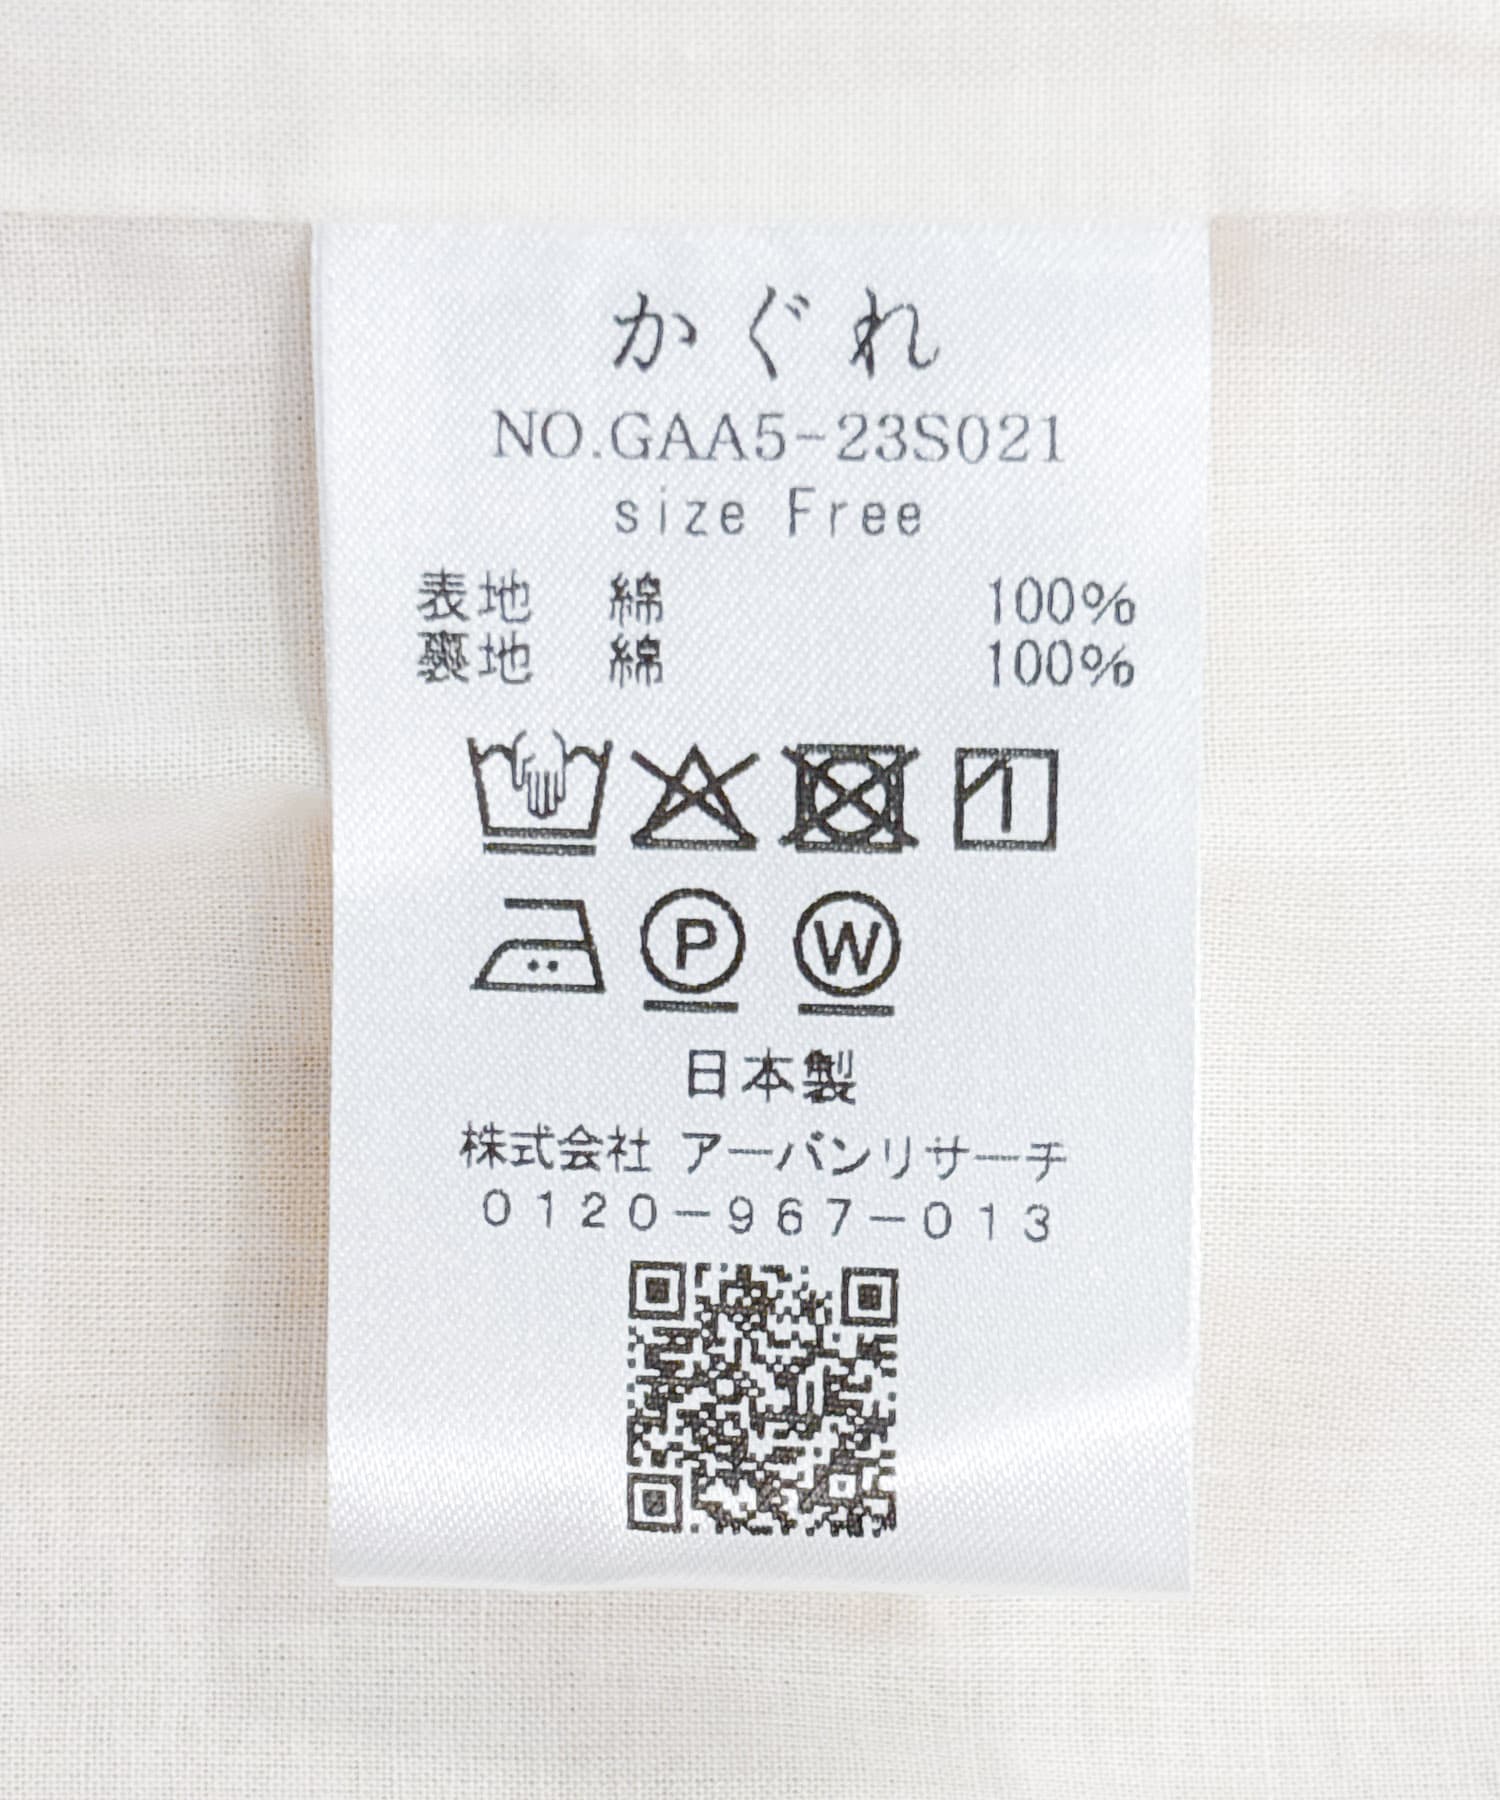 かぐれ
NO.GAA5-23S021
size Free
表地 綿 100%
裏地 綿 100%
P W
日本製
株式会社 アーバンリサーチ
0120-967-013